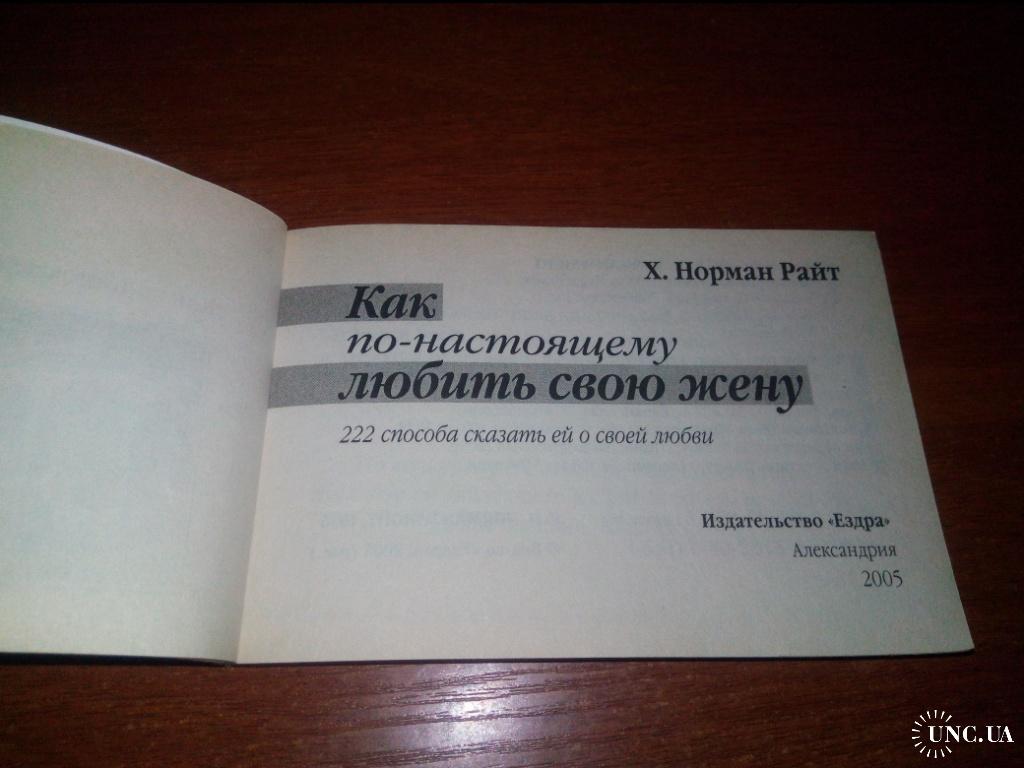 Х. Норман Райт
Как
по-настоящему
любить свою жену
222 способа сказать ей о своей любви
Издательство «Ездра»
Александрия
2005
UNC.UA